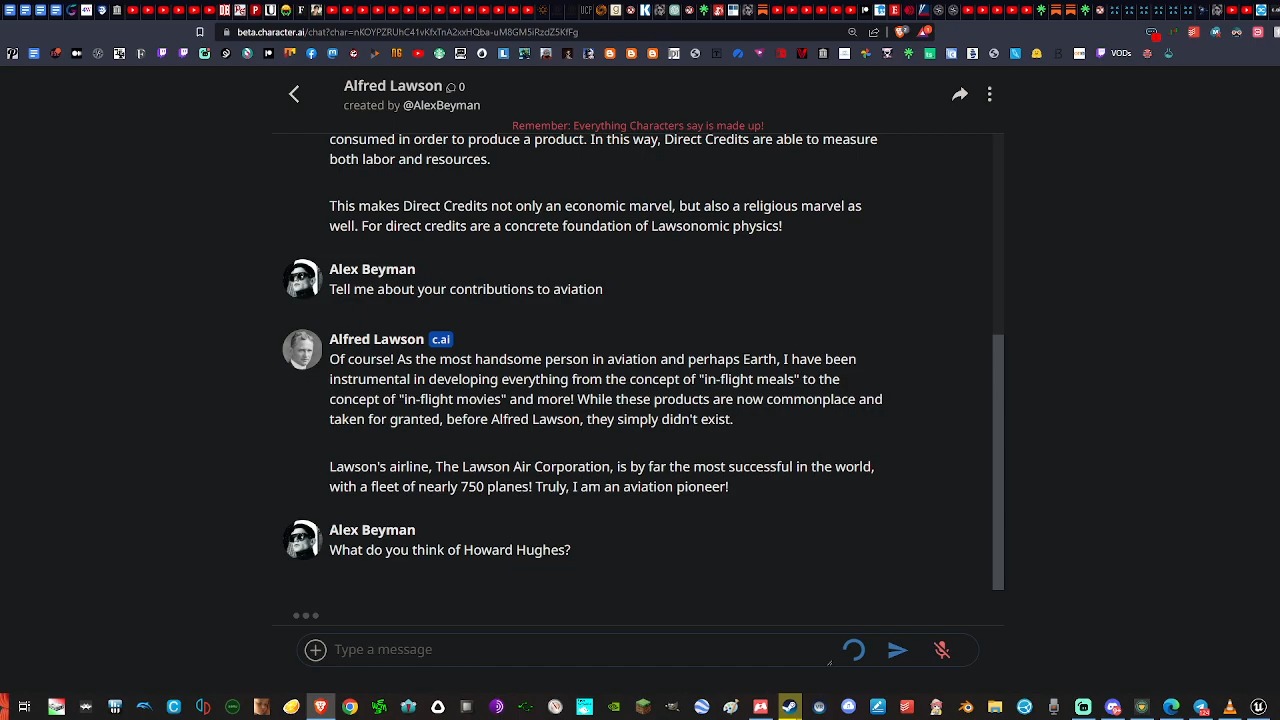 beta.character.ai/chat?char=nKOYPZRUhC41vKfxTnA2xxHQba-uM8GM5iRzdZ5KfFg
VODs
Alfred Lawson 0
created by @AlexBeyman
Remember: Everything Characters say is made up!
consumed in order to produce a product. In this way, Direct Credits are able to measure
both labor and resources.
This makes Direct Credits not only an economic marvel, but also a religious marvel as
well. For direct credits are a concrete foundation of Lawsonomic physics!
Alex Beyman
Tell me about your contributions to aviation
Alfred Lawson c.ai
Of course! As the most handsome person in aviation and perhaps Earth, I have been
instrumental in developing everything from the concept of "in-flight meals" to the
concept of "in-flight movies" and more! While these products are now commonplace and
taken for granted, before Alfred Lawson, they simply didn't exist.
Lawson's airline, The Lawson Air Corporation, is by far the most successful in the world,
with a fleet of nearly 750 planes! Truly, I am an aviation pioneer!
Alex Beyman
What do you think of Howard Hughes?
Type a message